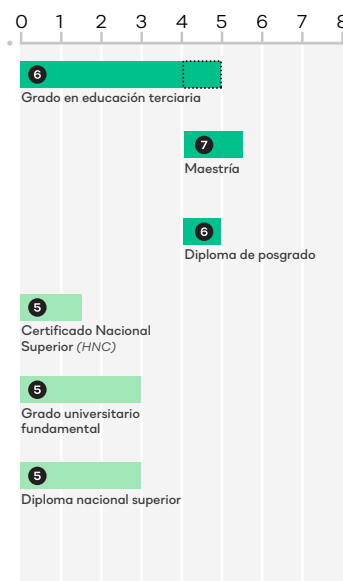 0 1 2 3 4 5 6 7 8
6
Grado en educación terciaria
7
Maestría
6
Diploma de posgrado
5
Certificado Nacional
Superior (HNC)
5
Grado universitario
fundamental
5
Diploma nacional superior